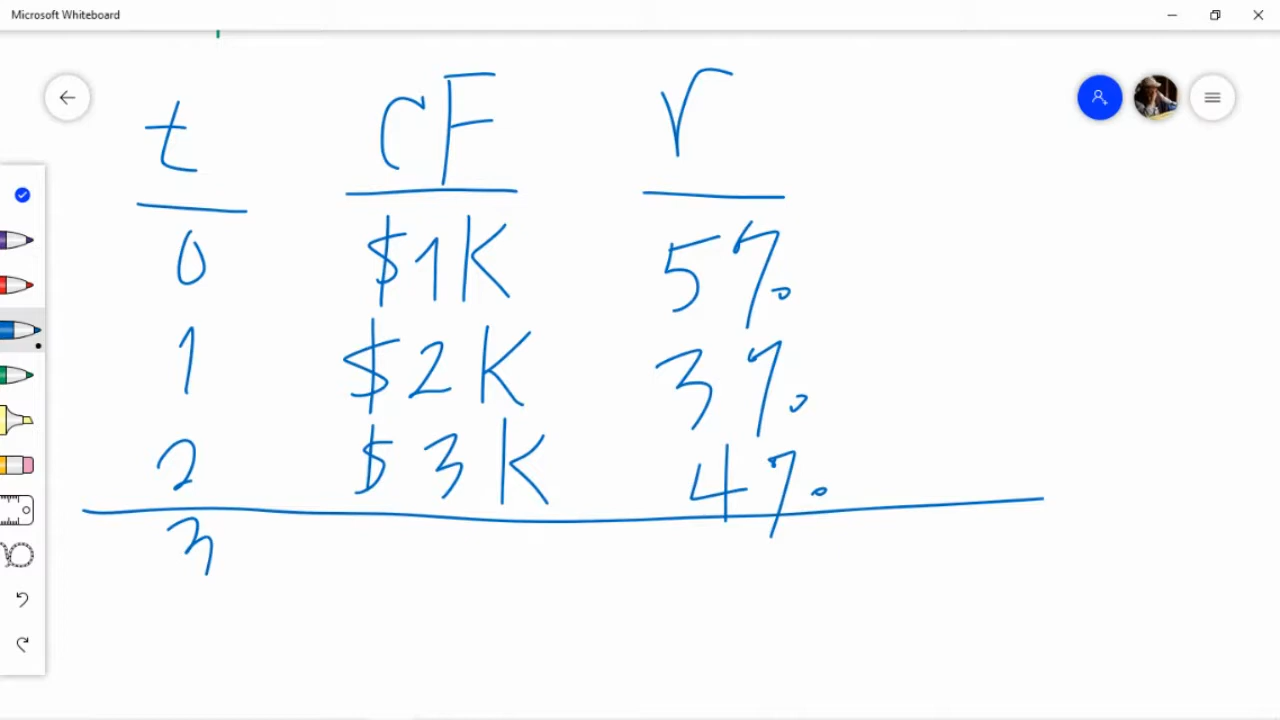 Microsoft Whiteboard
t CF r
0 $1K 5%
1 $2K 3%
2 $3K 4%
3